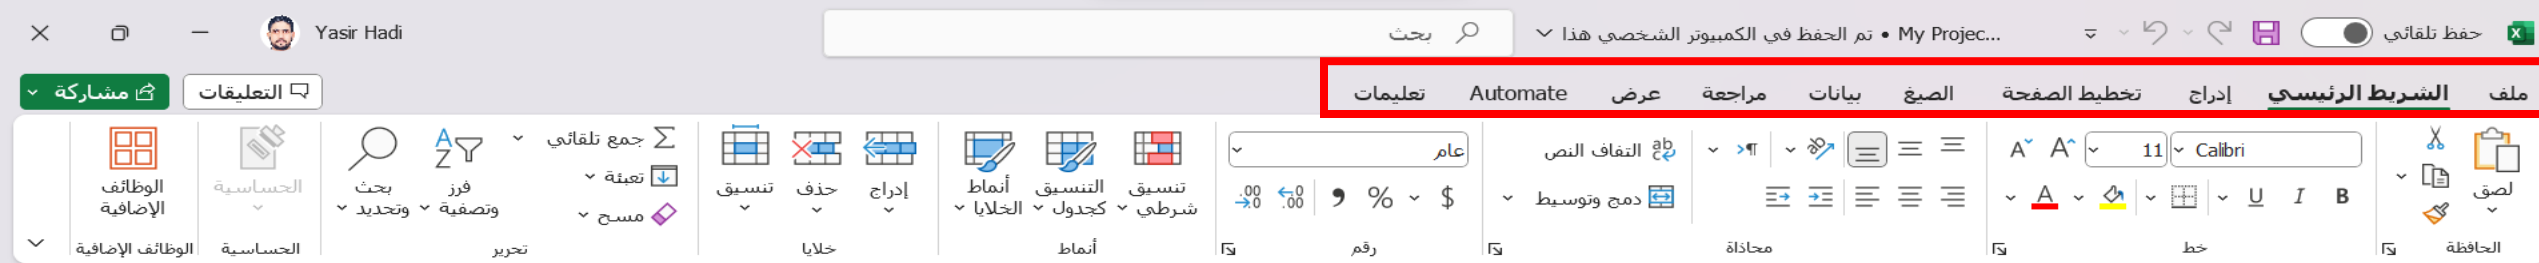 حفظ تلقائي
My Projec... • تم الحفظ في الكمبيوتر الشخصي هذا
بحث
Yasir Hadi
ملف الشريط الرئيسي إدراج تخطيط الصفحة الصيغ بيانات مراجعة عرض Automate تعليمات
التعليقات
مشاركة
لصق
الحافظة
Calibri 11
B I U A
خط
التفاف النص
دمج وتوسيط
محاذاة
عام
$ % 9
رقم
تنسيق شرطي
التنسيق كجدول
أنماط الخلايا
أنماط
إدراج
حذف
تنسيق
خلايا
جمع تلقائي
تعبئة
مسح
فرز وتصفية
بحث وتحديد
تحرير
الحساسية
الحساسية
الوظائف الإضافية
الوظائف الإضافية